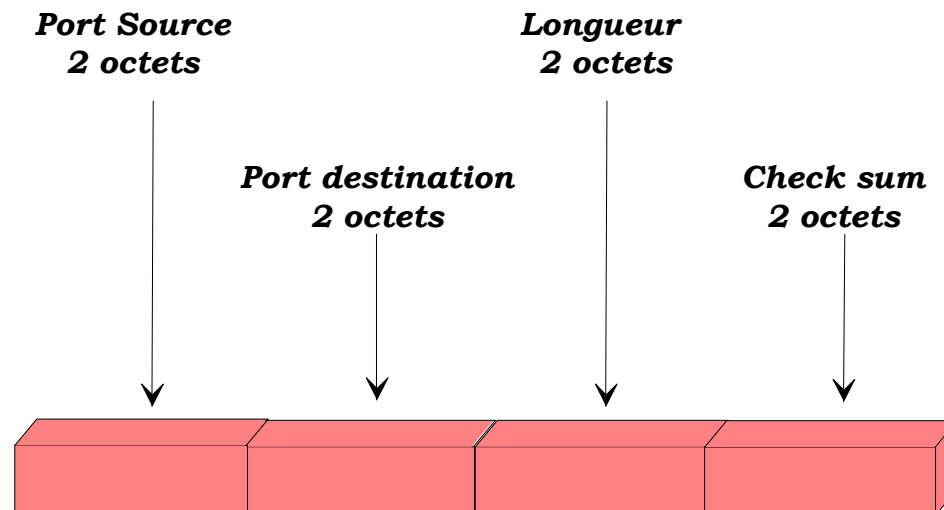 Port Source
2 octets
Longueur
2 octets
Port destination
2 octets
Check sum
2 octets